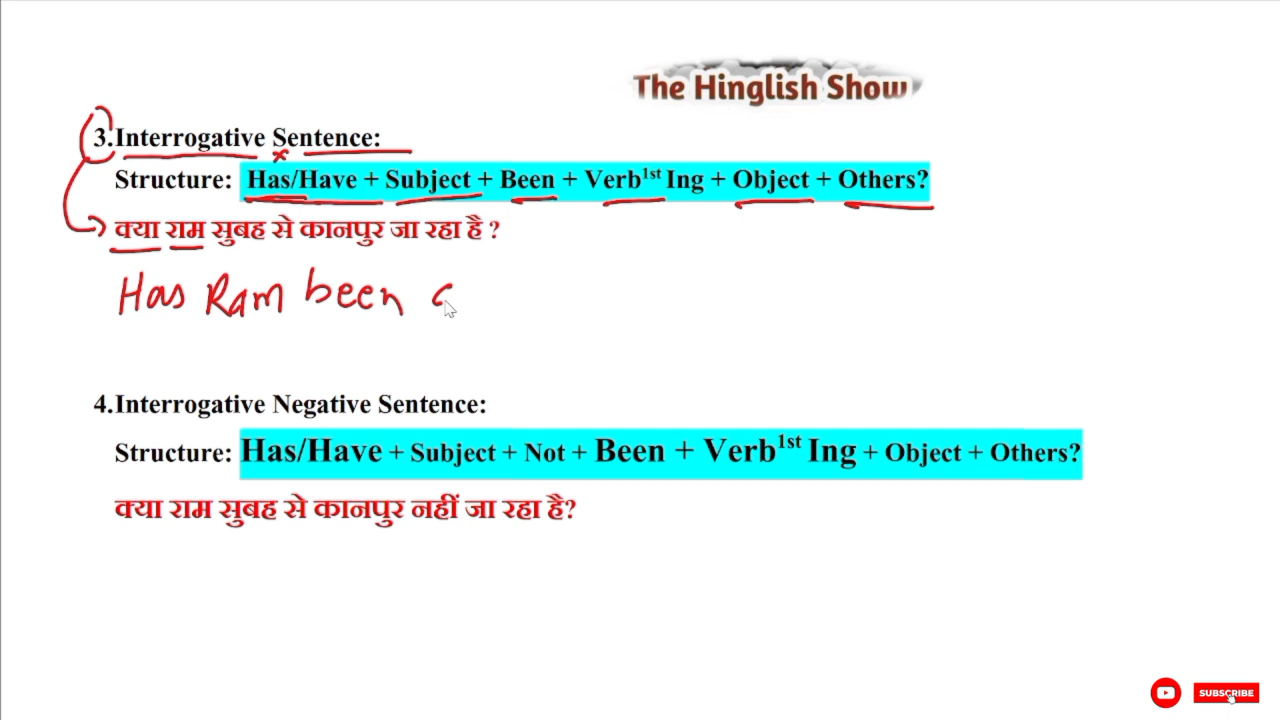 The Hinglish Show
3.Interrogative Sentence:
Structure: Has/Have + Subject + Been + Verb1st Ing + Object + Others?
क्या राम सुबह से कानपुर जा रहा है ?
Has Ram been
4.Interrogative Negative Sentence:
Structure: Has/Have + Subject + Not + Been + Verb1st Ing + Object + Others?
क्या राम सुबह से कानपुर नहीं जा रहा है?
SUBSCRIBE